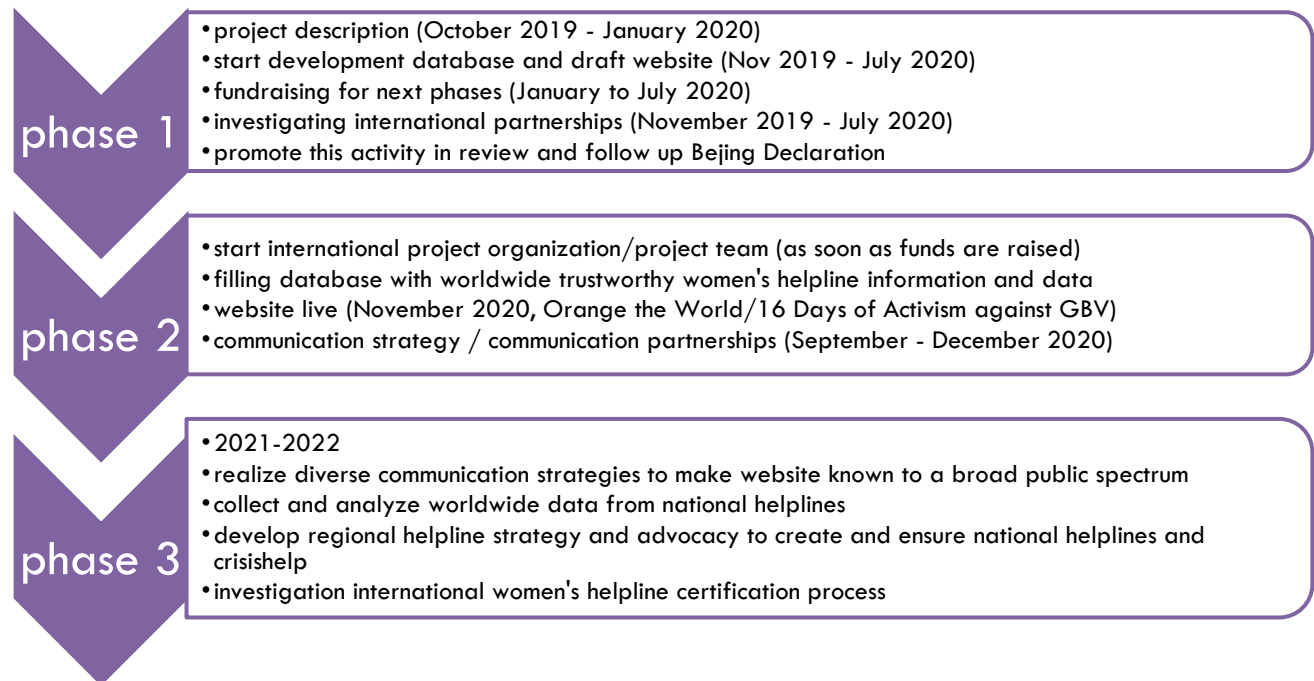 phase 1
•project description (October 2019 - January 2020)
•start development database and draft website (Nov 2019 - July 2020)
•fundraising for next phases (January to July 2020)
•investigating international partnerships (November 2019 - July 2020)
•promote this activity in review and follow up Bejing Declaration
phase 2
•start international project organization/project team (as soon as funds are raised)
•filling database with worldwide trustworthy women's helpline information and data
•website live (November 2020, Orange the World/16 Days of Activism against GBV)
•communication strategy / communication partnerships (September - December 2020)
phase 3
•2021-2022
•realize diverse communication strategies to make website known to a broad public spectrum
•collect and analyze worldwide data from national helplines
•develop regional helpline strategy and advocacy to create and ensure national helplines and
crisishelp
•investigation international women's helpline certification process